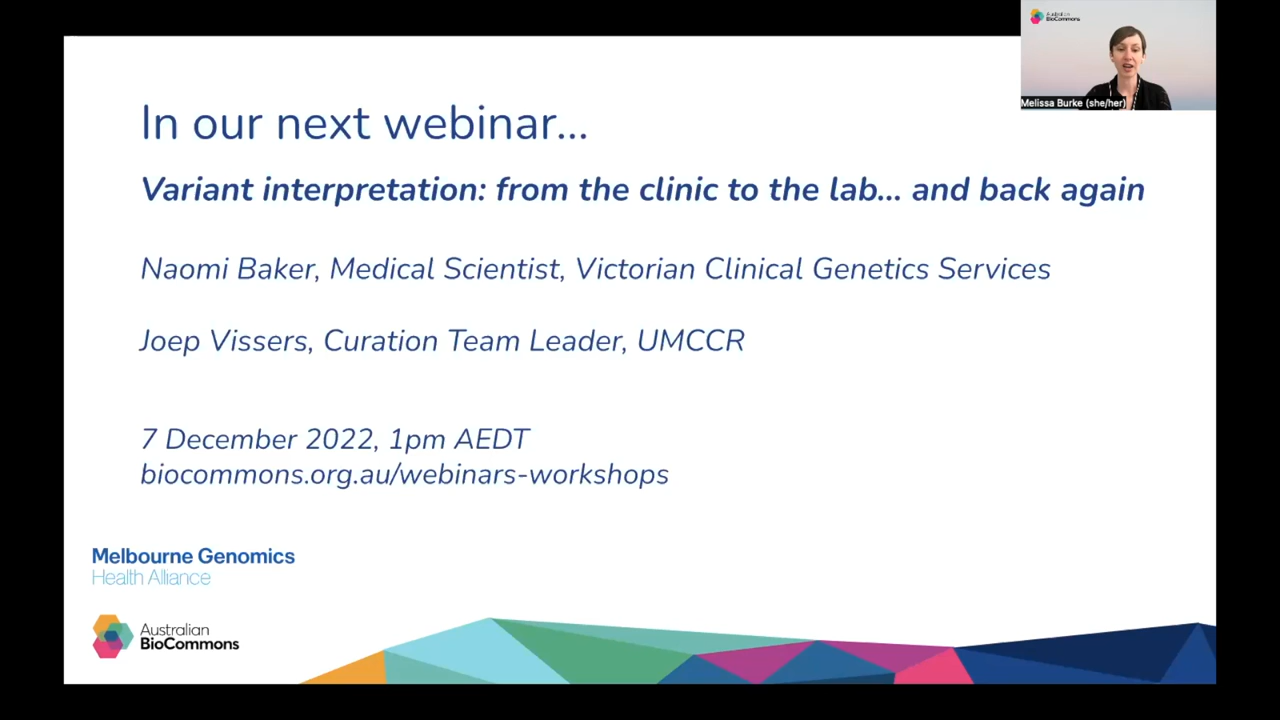 Australian
BioCommons
Melissa Burke (she/her)
In our next webinar...
Variant interpretation: from the clinic to the lab... and back again
Naomi Baker, Medical Scientist, Victorian Clinical Genetics Services
Joep Vissers, Curation Team Leader, UMCCR
7 December 2022, 1pm AEDT
biocommons.org.au/webinars-workshops
Melbourne Genomics
Health Alliance
Australian
BioCommons